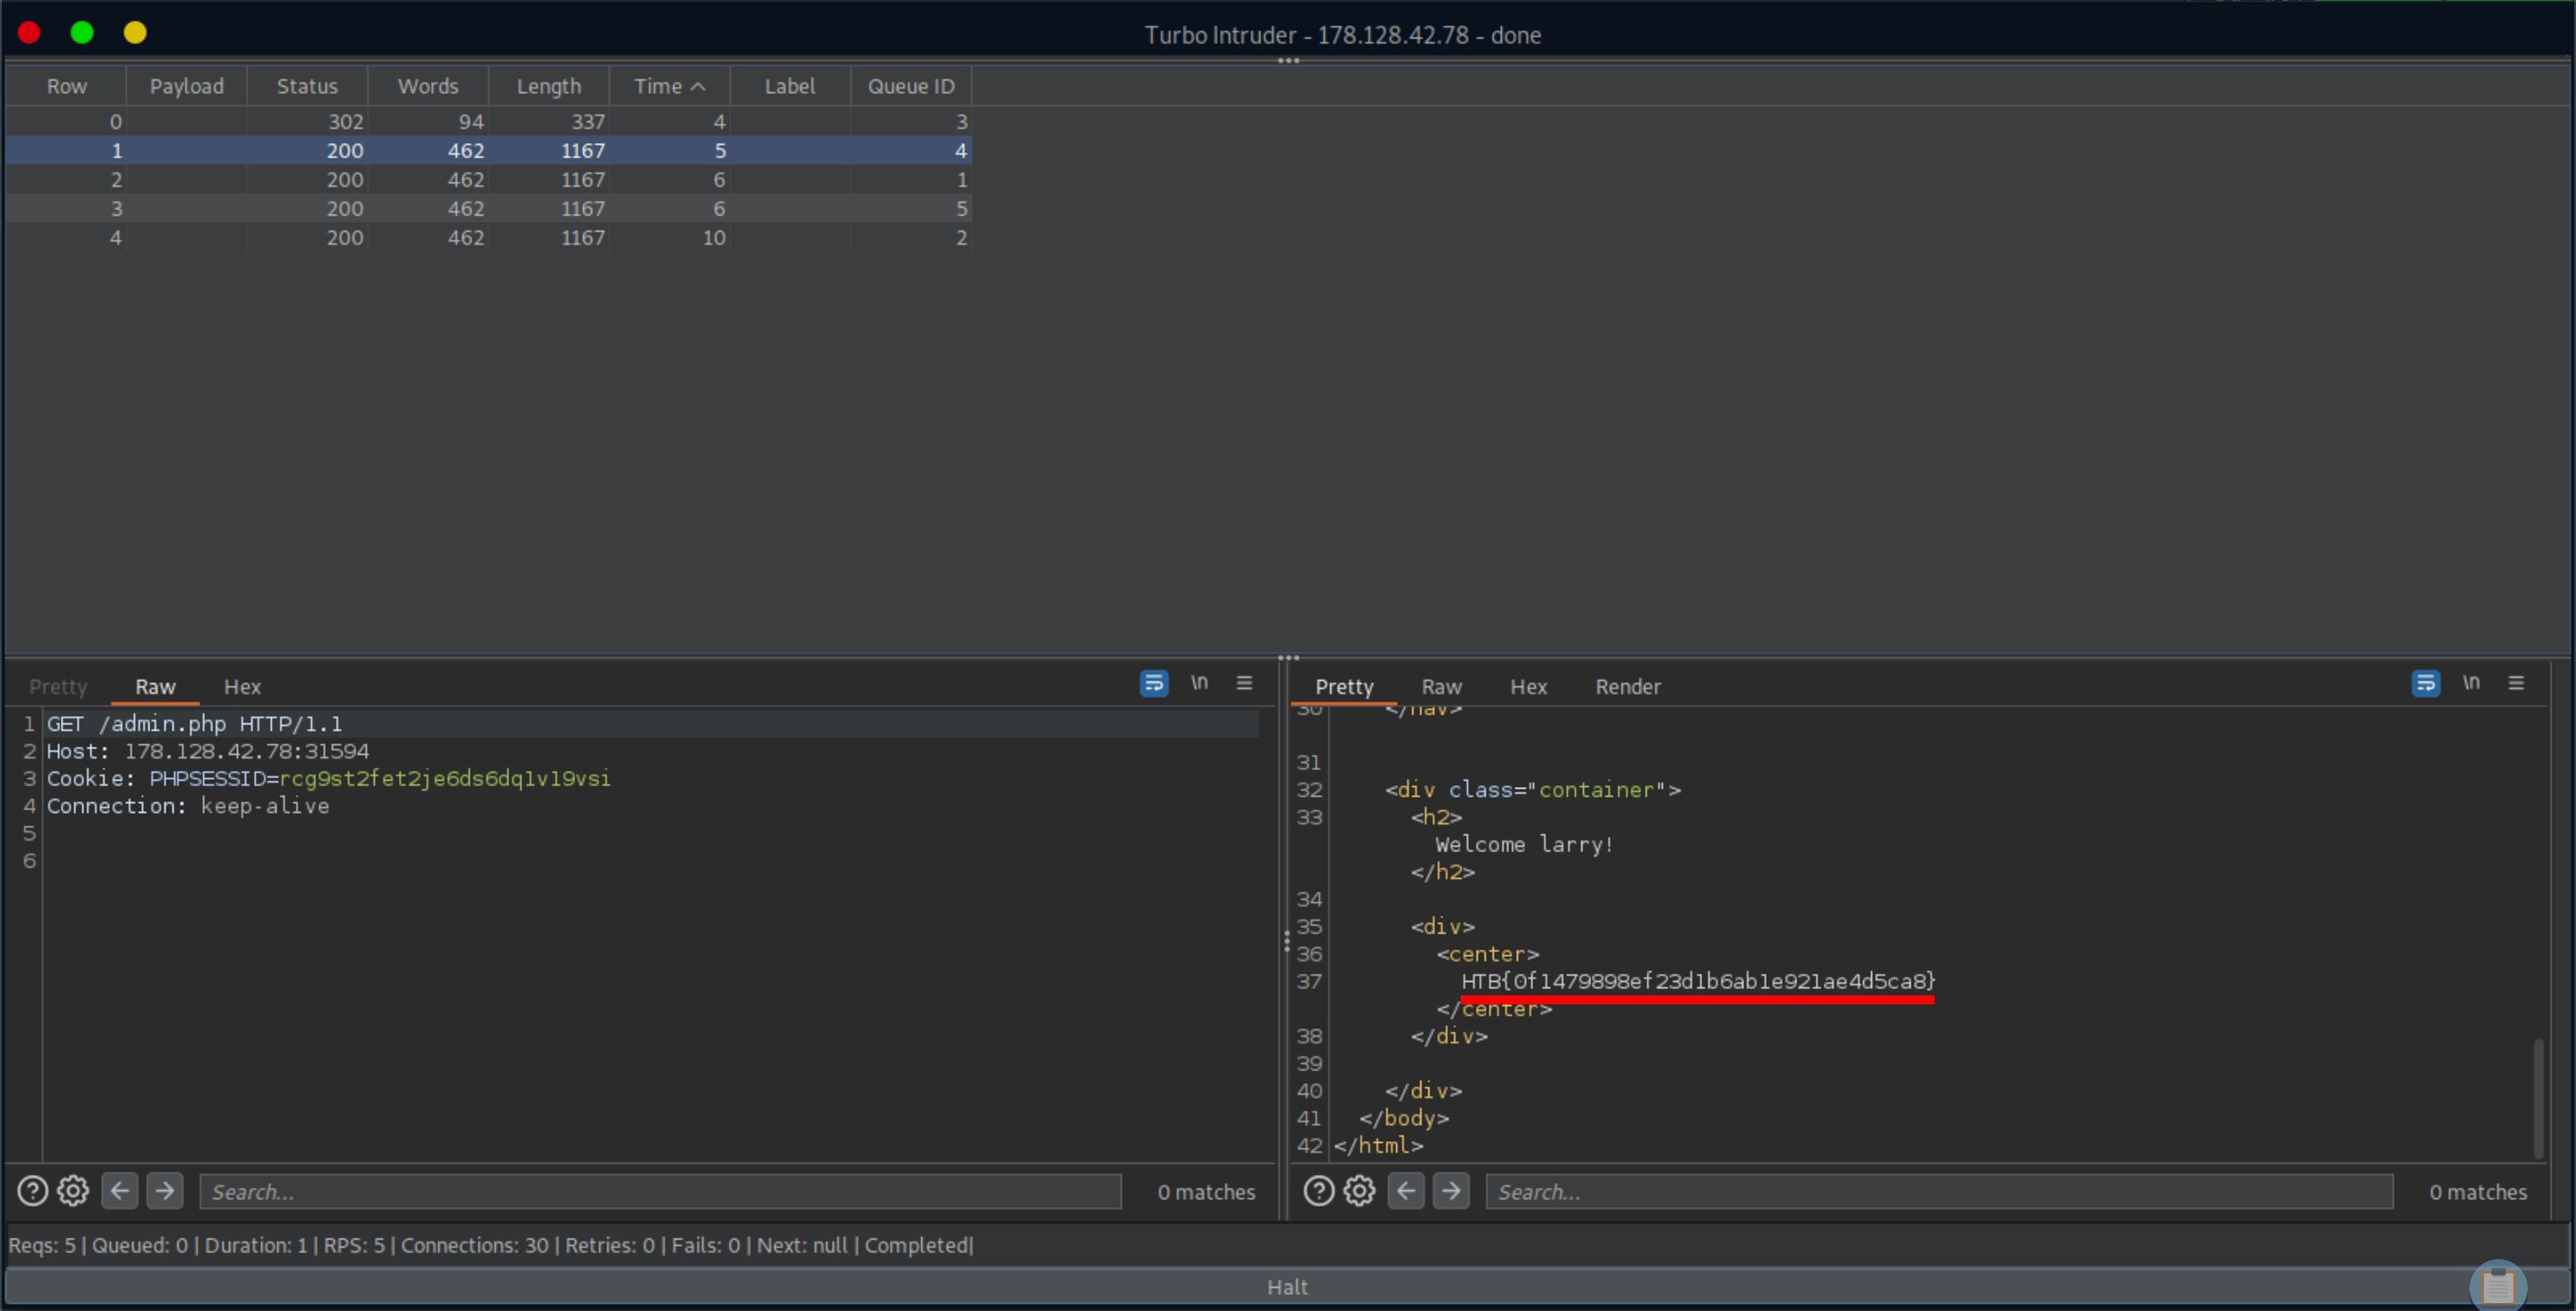 Turbo Intruder - 178.128.42.78 - done
Row Payload Status Words Length Time Label Queue ID
0 302 94 337 4 3
1 200 462 1167 5 4
2 200 462 1167 6 1
3 200 462 1167 6 5
4 200 462 1167 10 2
Pretty Raw Hex \n
1 GET /admin.php HTTP/1.1
2 Host: 178.128.42.78:31594
3 Cookie: PHPSESSID=rcg9st2fet2je6ds6dq1v19vsi
4 Connection: keep-alive
5
6
Search... 0 matches
Pretty Raw Hex Render \n
30 </nav>
31
32 <div class="container">
33 <h2>
Welcome larry!
</h2>
34
35 <div>
36 <center>
37 HTB{0f1479898ef23d1b6ab1e921ae4d5ca8}
</center>
38 </div>
39
40 </div>
41 </body>
42 </html>
Search... 0 matches
Reqs: 5 | Queued: 0 | Duration: 1 | RPS: 5 | Connections: 30 | Retries: 0 | Fails: 0 | Next: null | Completed|
Halt